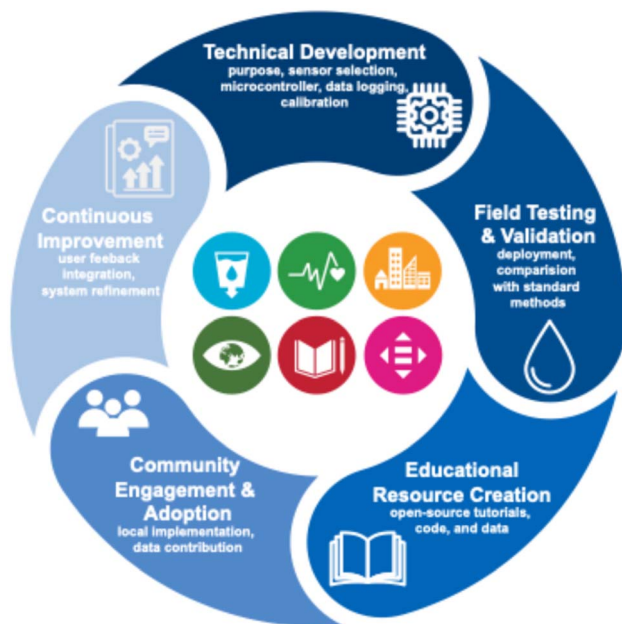 Technical Development
purpose, sensor selection,
microcontroller, data logging,
calibration
Field Testing
& Validation
deployment,
comparision
with standard
methods
Educational
Resource Creation
open-source tutorials,
code, and data
Community
Engagement &
Adoption
local implementation,
data contribution
Continuous
Improvement
user feeback
integration,
system refinement